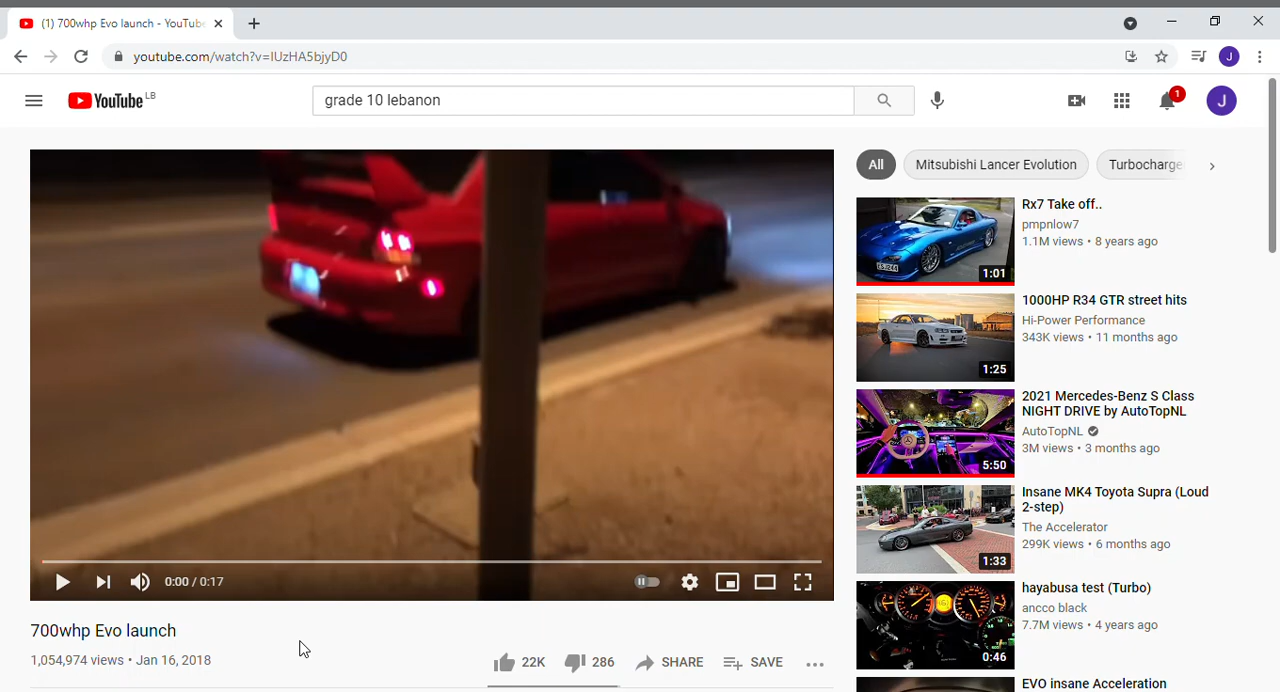 (1) 700whp Evo launch - YouTub
youtube.com/watch?v=IUzHA5bjyD0
J
YouTube LB
grade 10 lebanon
1
J
All
Mitsubishi Lancer Evolution
Turbocharge
1:01
Rx7 Take off..
pmpnlow7
1.1M views • 8 years ago
1:25
1000HP R34 GTR street hits
Hi-Power Performance
343K views • 11 months ago
5:50
2021 Mercedes-Benz S Class
NIGHT DRIVE by AutoTopNL
AutoTopNL
3M views • 3 months ago
1:33
Insane MK4 Toyota Supra (Loud
2-step)
The Accelerator
299K views • 6 months ago
0:46
hayabusa test (Turbo)
ancco black
7.7M views • 4 years ago
EVO insane Acceleration
0:00 / 0:17
700whp Evo launch
1,054,974 views • Jan 16, 2018
22K
286
SHARE
SAVE